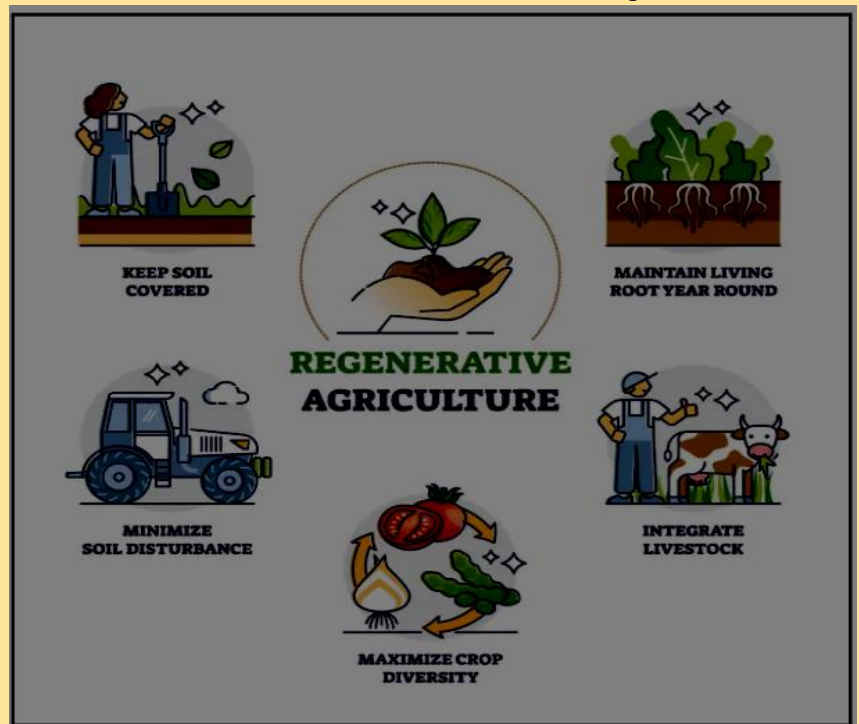 KEEP SOIL
COVERED
MAINTAIN LIVING
ROOT YEAR ROUND
REGENERATIVE
AGRICULTURE
MINIMIZE
SOIL DISTURBANCE
INTEGRATE
LIVESTOCK
MAXIMIZE CROP
DIVERSITY